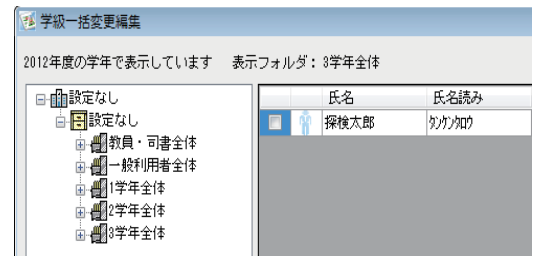 学級一括変更編集
2012年度の学年で表示しています 表示フォルダ： 3学年全体
設定なし
設定なし
教員・司書全体
一般利用者全体
1学年全体
2学年全体
3学年全体
氏名 氏名読み
探検太郎 ﾀﾝｹﾝﾀﾛｳ